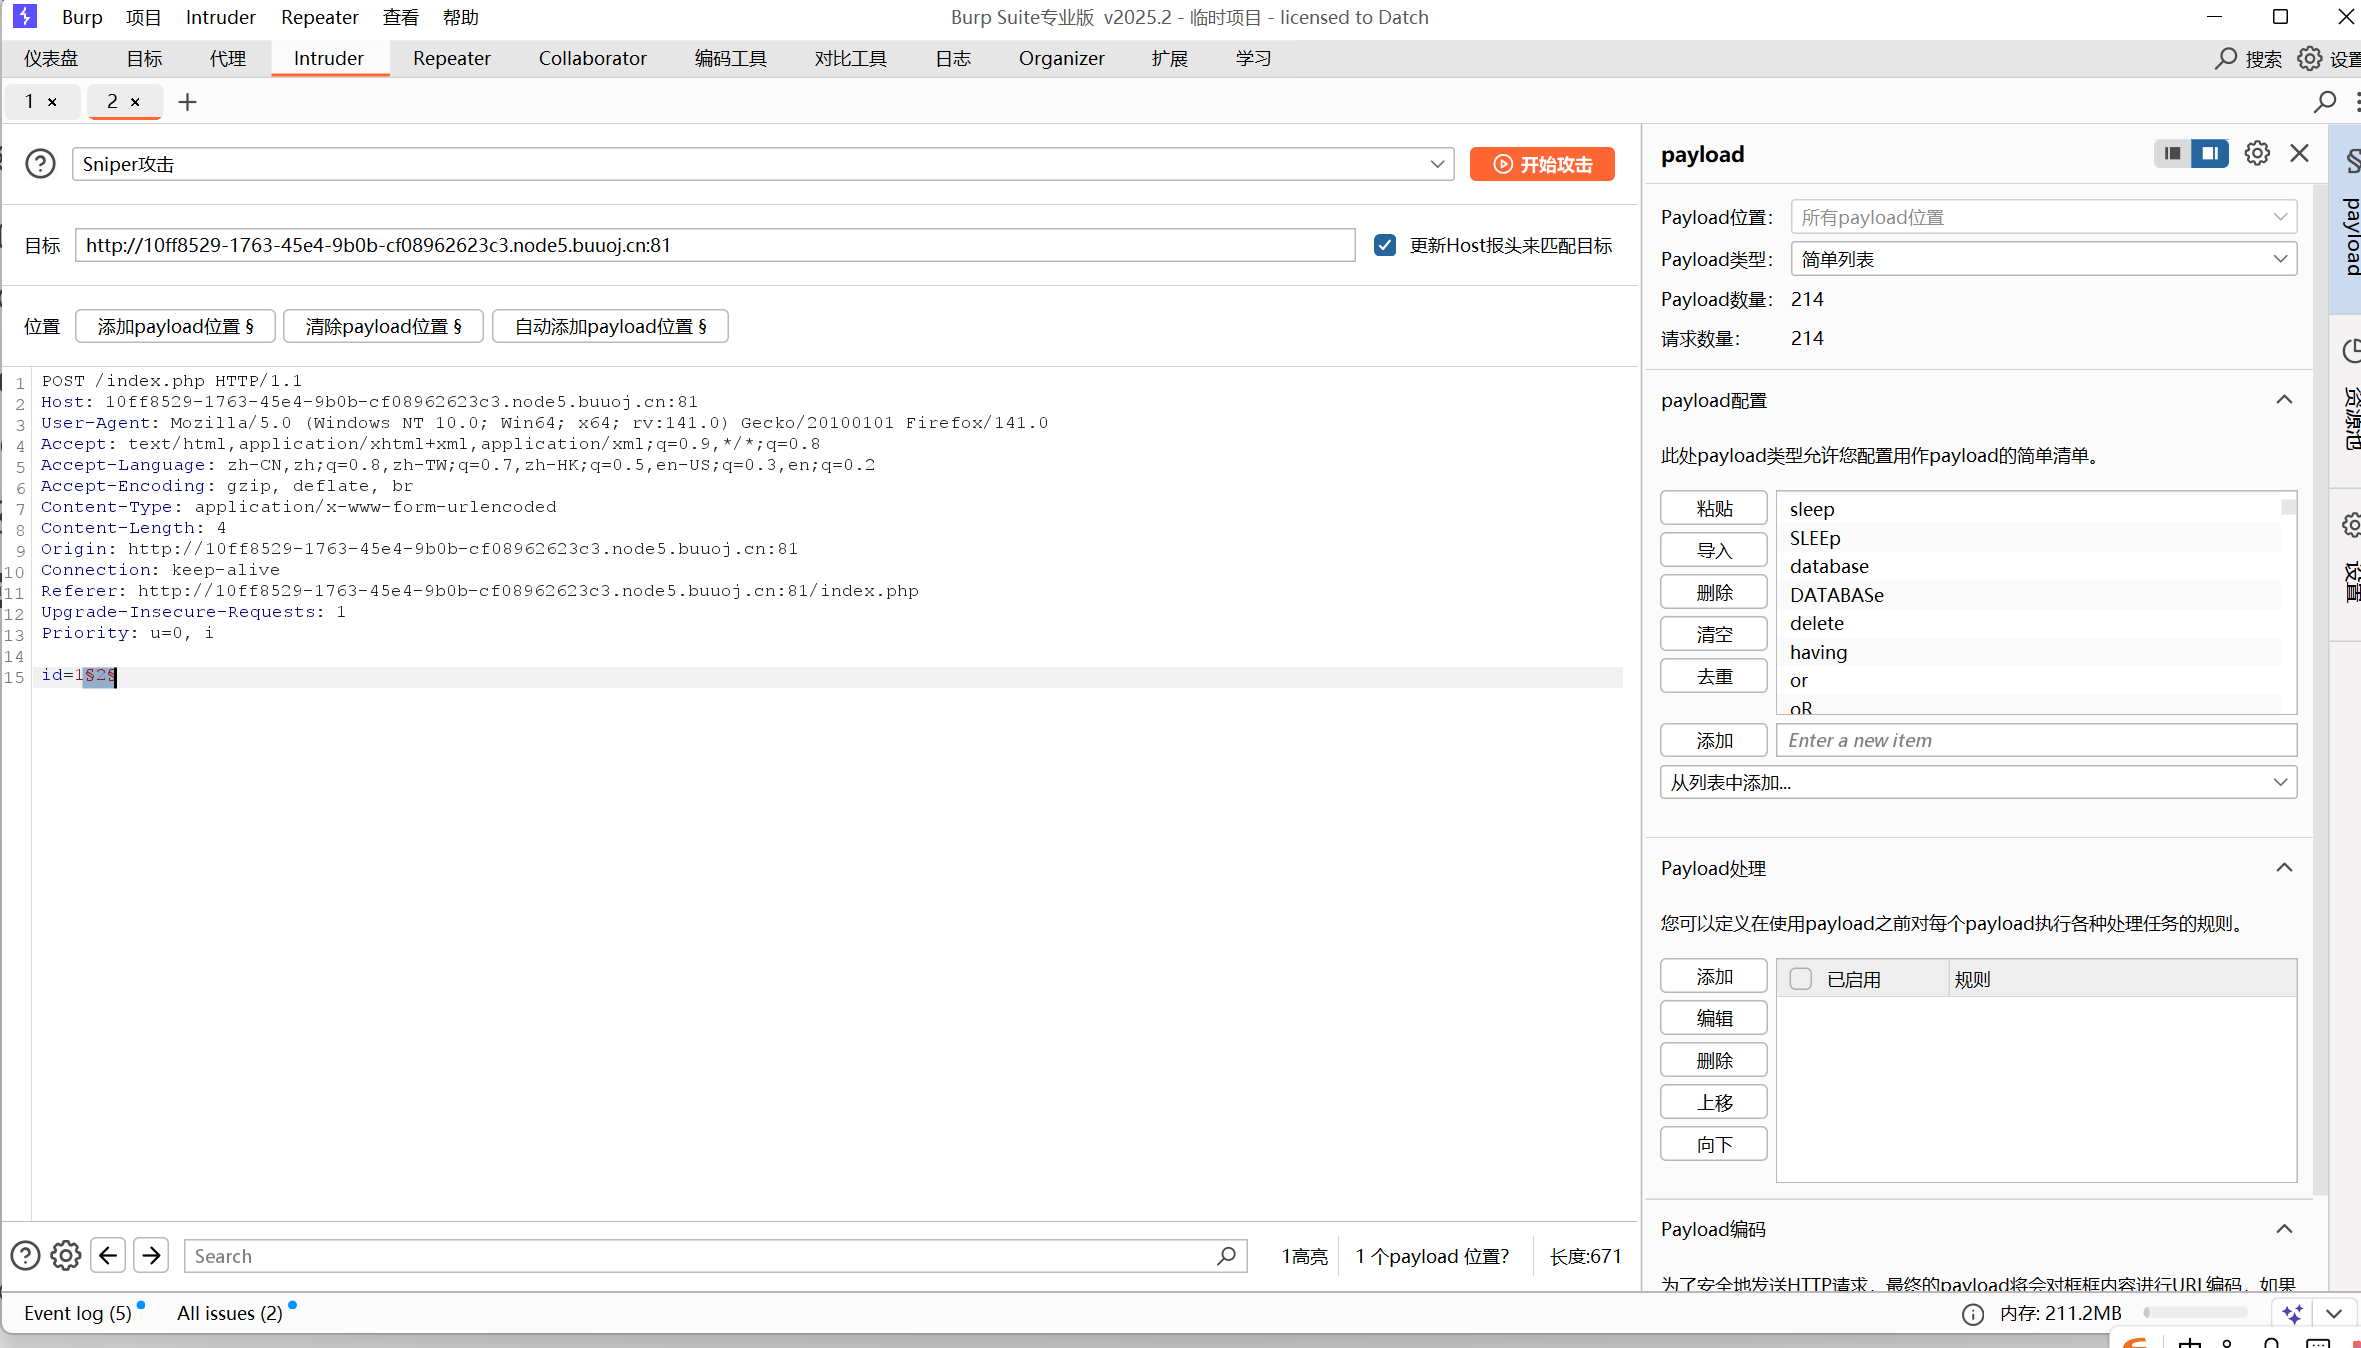 Burp 项目 Intruder Repeater 查看 帮助 Burp Suite专业版 v2025.2 - 临时项目 - licensed to Datch
仪表盘 目标 代理 Intruder Repeater Collaborator 编码工具 对比工具 日志 Organizer 扩展 学习 搜索 设置
1 × 2 × +
Sniper攻击 开始攻击
目标 http://10ff8529-1763-45e4-9b0b-cf08962623c3.node5.buuoj.cn:81 更新Host报头来匹配目标
位置 添加payload位置 § 清除payload位置 § 自动添加payload位置 §
1 POST /index.php HTTP/1.1
2 Host: 10ff8529-1763-45e4-9b0b-cf08962623c3.node5.buuoj.cn:81
3 User-Agent: Mozilla/5.0 (Windows NT 10.0; Win64; x64; rv:141.0) Gecko/20100101 Firefox/141.0
4 Accept: text/html,application/xhtml+xml,application/xml;q=0.9,*/*;q=0.8
5 Accept-Language: zh-CN,zh;q=0.8,zh-TW;q=0.7,zh-HK;q=0.5,en-US;q=0.3,en;q=0.2
6 Accept-Encoding: gzip, deflate, br
7 Content-Type: application/x-www-form-urlencoded
8 Content-Length: 4
9 Origin: http://10ff8529-1763-45e4-9b0b-cf08962623c3.node5.buuoj.cn:81
10 Connection: keep-alive
11 Referer: http://10ff8529-1763-45e4-9b0b-cf08962623c3.node5.buuoj.cn:81/index.php
12 Upgrade-Insecure-Requests: 1
13 Priority: u=0, i
14
15 id=1§2§
Search 1高亮 1 个payload 位置? 长度:671
payload
Payload位置: 所有payload位置
Payload类型: 简单列表
Payload数量: 214
请求数量: 214
payload配置
此处payload类型允许您配置用作payload的简单清单。
粘贴
导入
删除
清空
去重
sleep
SLEEp
database
DATABASe
delete
having
or
oR
添加 Enter a new item
从列表中添加...
Payload处理
您可以定义在使用payload之前对每个payload执行各种处理任务的规则。
添加
编辑
删除
上移
向下
已启用 规则
Payload编码
为了安全地发送HTTP请求，最终的payload将会对框框内容进行URL编码，如果
payload
资源池
设置
Event log (5) All issues (2) 内存: 211.2MB
中